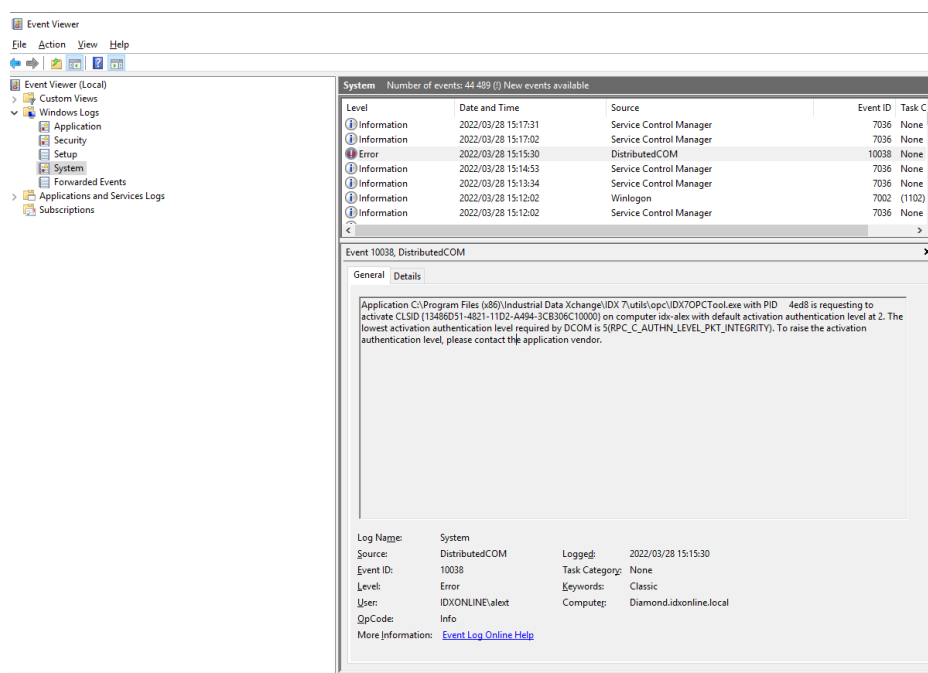 Event Viewer
File Action View Help
Event Viewer (Local)
Custom Views
Windows Logs
Application
Security
Setup
System
Forwarded Events
Applications and Services Logs
Subscriptions
System Number of events: 44 489 (!) New events available
Level Date and Time Source Event ID Task C
Information 2022/03/28 15:17:31 Service Control Manager 7036 None
Information 2022/03/28 15:17:02 Service Control Manager 7036 None
Error 2022/03/28 15:15:30 DistributedCOM 10038 None
Information 2022/03/28 15:14:53 Service Control Manager 7036 None
Information 2022/03/28 15:13:34 Service Control Manager 7036 None
Information 2022/03/28 15:12:02 Winlogon 7002 (1102)
Information 2022/03/28 15:12:02 Service Control Manager 7036 None
Event 10038, DistributedCOM
General Details
Application C:\Program Files (x86)\Industrial Data Xchange\IDX 7\utils\opc\IDX7OPCTool.exe with PID 4ed8 is requesting to
activate CLSID {13486D51-4821-11D2-A494-3CB306C10000} on computer idx-alex with default activation authentication level at 2. The
lowest activation authentication level required by DCOM is 5(RPC_C_AUTHN_LEVEL_PKT_INTEGRITY). To raise the activation
authentication level, please contact the application vendor.
Log Name: System
Source: DistributedCOM Logged: 2022/03/28 15:15:30
Event ID: 10038 Task Category: None
Level: Error Keywords: Classic
User: IDXONLINE\alext Computer: Diamond.idxonline.local
OpCode: Info
More Information: Event Log Online Help